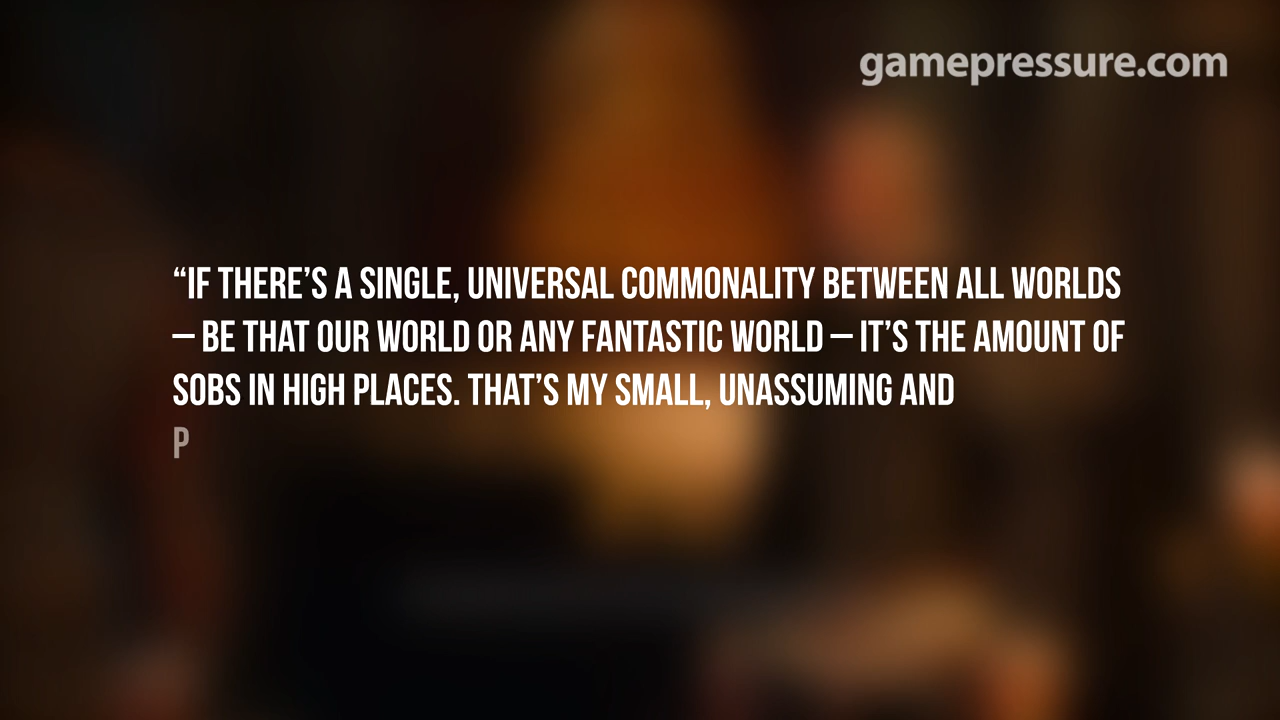 gamepressure.com
“IF THERE’S A SINGLE, UNIVERSAL COMMONALITY BETWEEN ALL WORLDS
– BE THAT OUR WORLD OR ANY FANTASTIC WORLD – IT’S THE AMOUNT OF
SOBS IN HIGH PLACES. THAT’S MY SMALL, UNASSUMING AND
P